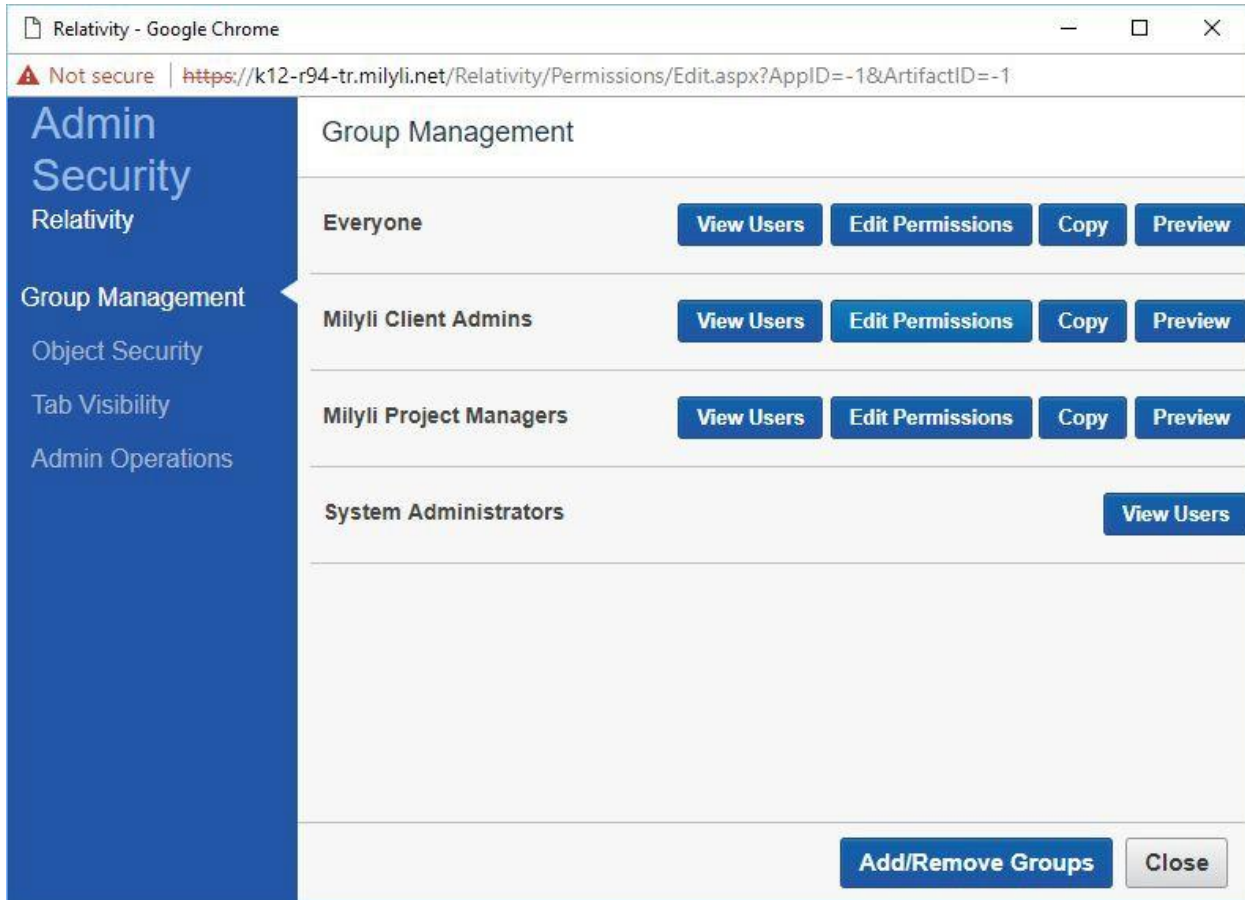 Relativity - Google Chrome
Not secure | https://k12-r94-tr.milyli.net/Relativity/Permissions/Edit.aspx?AppID=-1&ArtifactID=-1
Admin
Security
Relativity
Group Management
Object Security
Tab Visibility
Admin Operations
Group Management
Everyone View Users Edit Permissions Copy Preview
Milyli Client Admins View Users Edit Permissions Copy Preview
Milyli Project Managers View Users Edit Permissions Copy Preview
System Administrators View Users
Add/Remove Groups Close